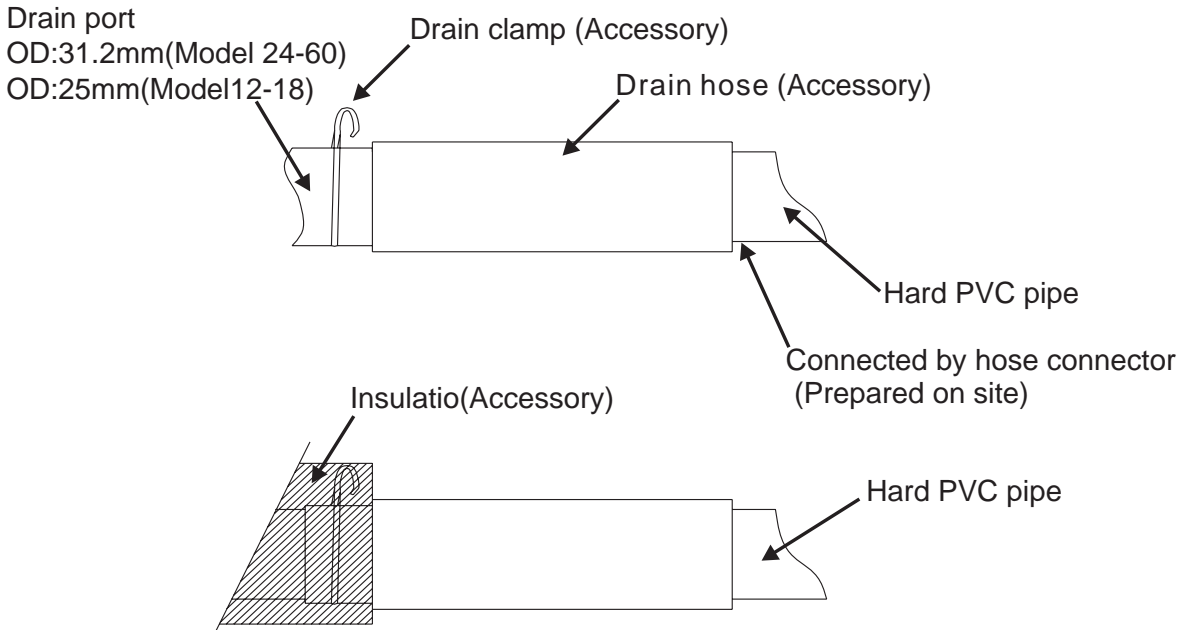 Drain port
OD:31.2mm(Model 24-60)
OD:25mm(Model12-18)
Drain clamp (Accessory)
Drain hose (Accessory)
Hard PVC pipe
Connected by hose connector
(Prepared on site)
Insulatio(Accessory)
Hard PVC pipe